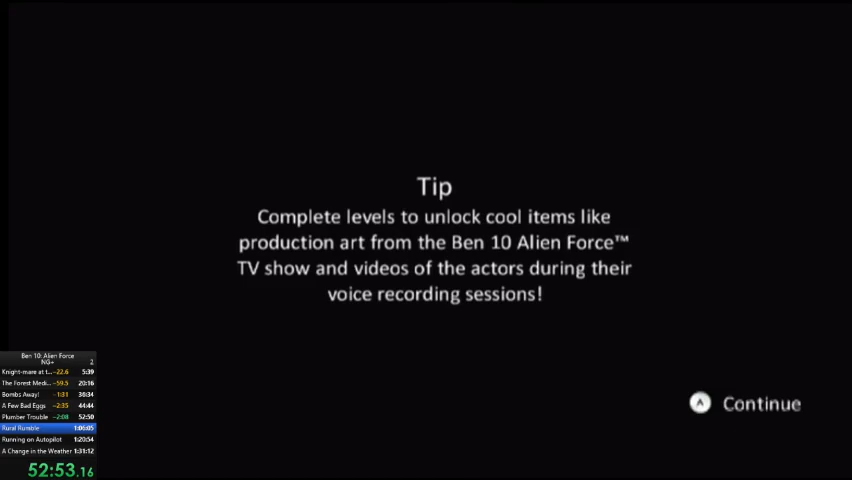 Tip
Complete levels to unlock cool items like
production art from the Ben 10 Alien Force™
TV show and videos of the actors during their
voice recording sessions!
A Continue
Ben 10: Alien Force
NG+ 2
Knight-mare at t... −22.6 5:39
The Forest Medi... −59.5 20:16
Bombs Away! −1:31 38:34
A Few Bad Eggs −2:35 44:44
Plumber Trouble −2:08 52:50
Rural Rumble 1:06:05
Running on Autopilot 1:20:54
A Change in the Weather 1:31:12
52:53.16